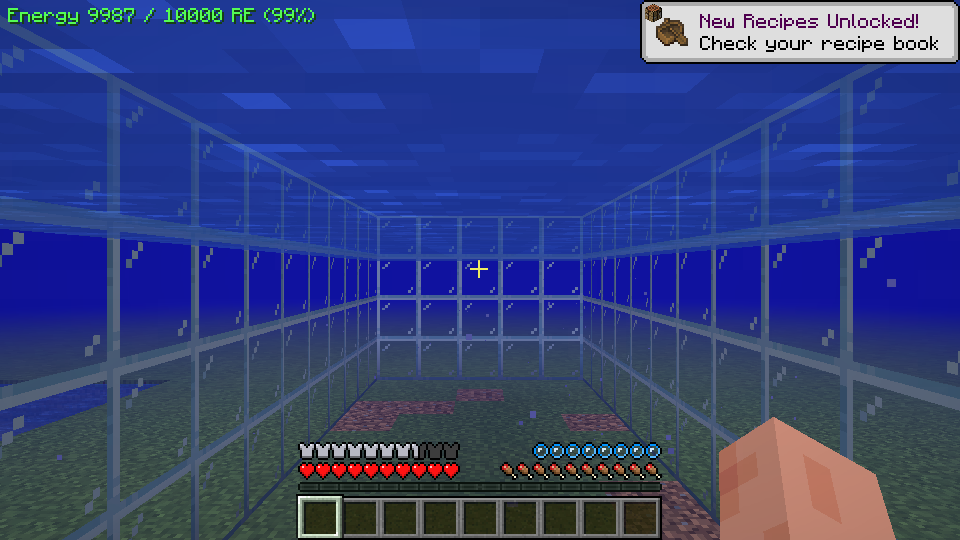 Energy 9987 / 10000 RE (99%)
New Recipes Unlocked!
Check your recipe book